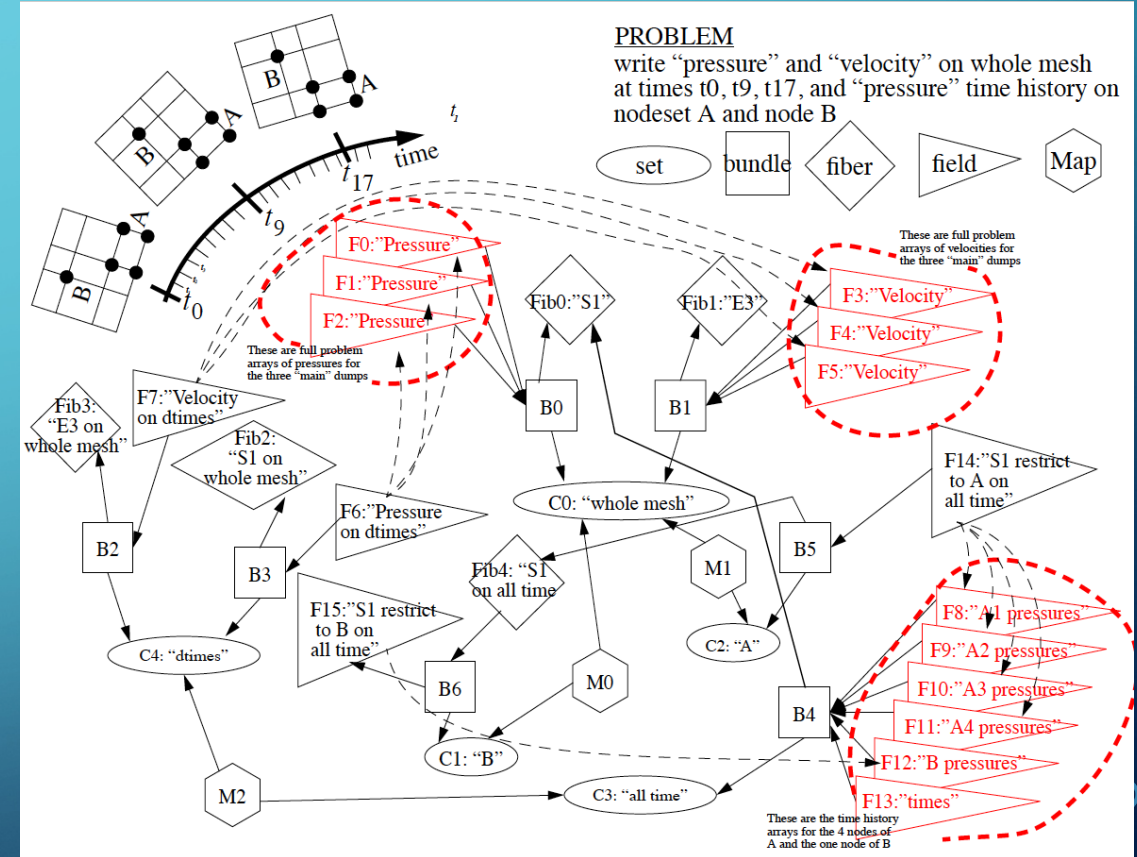 PROBLEM
write “pressure” and “velocity” on whole mesh
at times t0, t9, t17, and “pressure” time history on
nodeset A and node B
set
bundle
fiber
field
Map
B
A
B
A
B
A
t0
t9
t17
time
F0:”Pressure”
F1:”Pressure”
F2:”Pressure
These are full problem
arrays of pressures for
the three “main” dumps
Fib0:“S1”
Fib1:“E3”
These are full problem
arrays of velocities for
the three “main” dumps
F3:”Velocity”
F4:”Velocity”
F5:”Velocity”
Fib3:
“E3 on
whole mesh”
F7:”Velocity
on dtimes”
Fib2:
“S1 on
whole mesh”
B0
B1
F6:”Pressure
on dtimes”
C0: “whole mesh”
F14:”S1 restrict
to A on
all time”
B2
B3
Fib4: “S1
on all time
M1
B5
F15:”S1 restrict
to B on
all time”
C2: “A”
C4: “dtimes”
B6
M0
B4
F8:”A1 pressures”
F9:”A2 pressures”
F10:”A3 pressures”
F11:”A4 pressures”
F12:”B pressures”
F13:”times”
C1: “B”
M2
C3: “all time”
These are the time history
arrays for the 4 nodes of
A and the one node of B